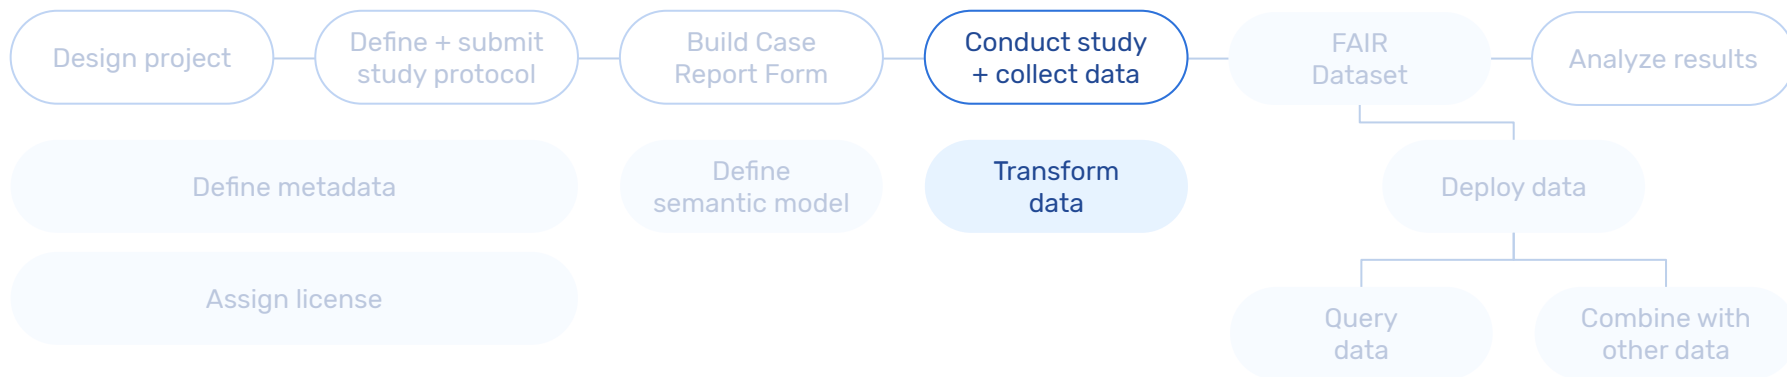 Design project
Define + submit
study protocol
Build Case
Report Form
Conduct study
+ collect data
FAIR
Dataset
Analyze results
Define metadata
Define
semantic model
Transform
data
Deploy data
Assign license
Query
data
Combine with
other data